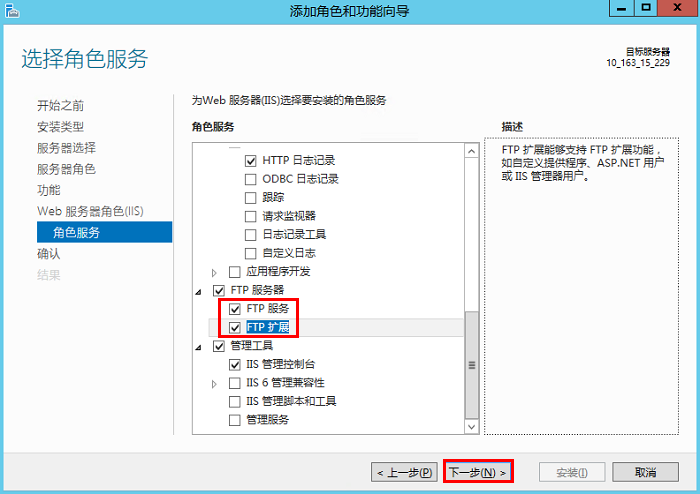 添加角色和功能向导
选择角色服务
目标服务器
10_163_15_229
开始之前
安装类型
服务器选择
服务器角色
功能
Web 服务器角色(IIS)
角色服务
确认
结果
为Web 服务器(IIS)选择要安装的角色服务
角色服务
HTTP 日志记录
ODBC 日志记录
跟踪
请求监视器
日志记录工具
自定义日志
应用程序开发
FTP 服务器
FTP 服务
FTP 扩展
管理工具
IIS 管理控制台
IIS 6 管理兼容性
IIS 管理脚本和工具
管理服务
描述
FTP 扩展能够支持 FTP 扩展功能，
如自定义提供程序、ASP.NET 用户
或 IIS 管理器用户。
< 上一步(P)
下一步(N) >
安装(I)
取消